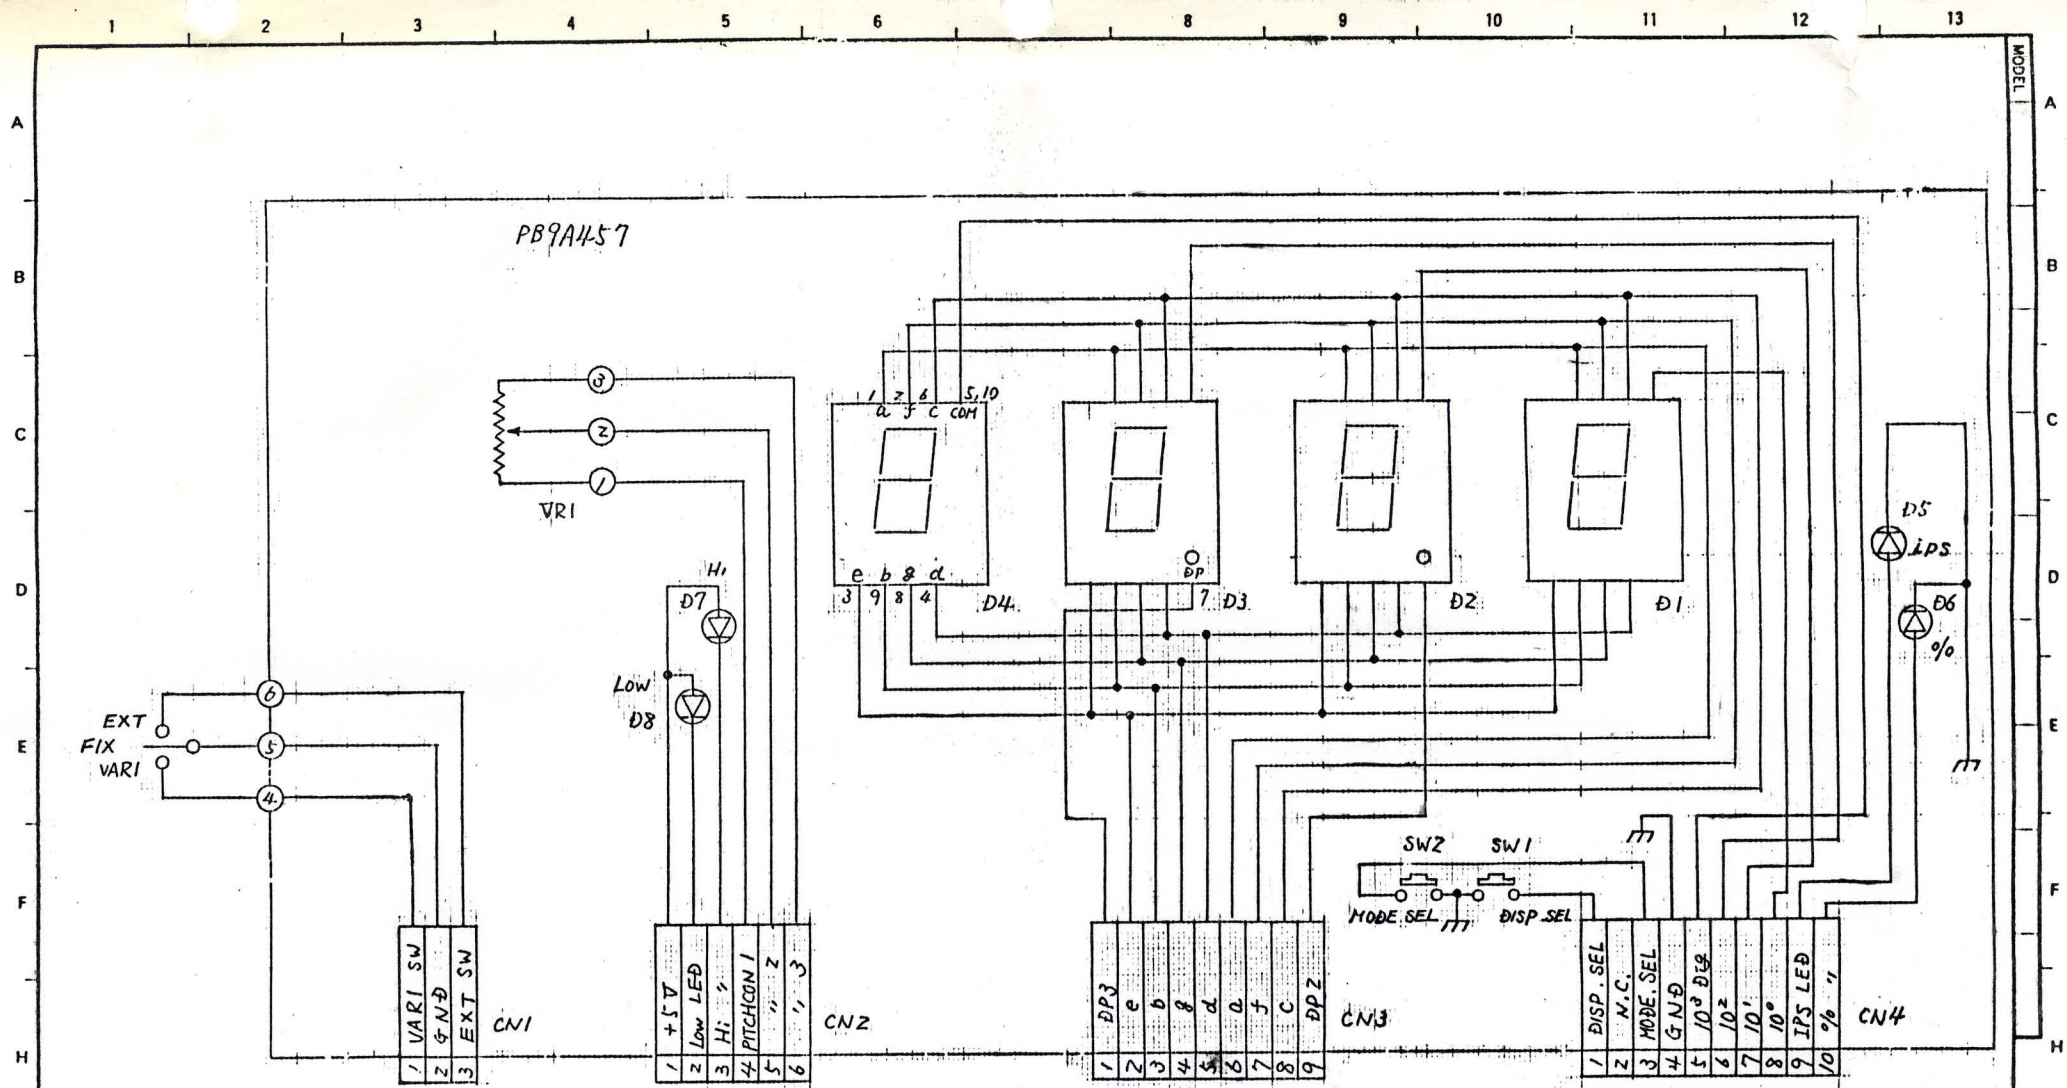 1 2 3 4 5 6 8 9 10 11 12 13
MODEL
A A
PB9A457
B B
3
1 2 6 5,10
a f c COM
C C
2
1
VR1
D5
ips
Hi
D7
DP
D D
e b g d
3 9 8 4 D4
7 D3
D2
D1
D6
%
LOW
D8
6
EXT
FIX
VARI
5
4
E E
SW2 SW1
F F
MODE SEL
DISP SEL
1 VARI SW
2 GND
3 EXT SW
CN1
1 +5V
2 Low LED
3 Hi "
4 PITCHCON 1
5 " 2
6 " 3
CN2
1 DP3
2 e
3 b
4 g
5 d
6 a
7 f
8 c
9 DP2
CN3
1 DISP. SEL
2 N.C.
3 MODE. SEL
4 GND
5 10³
6 10²
7 10¹
8 10⁰
9 IPS LED
10 % "
CN4
H H